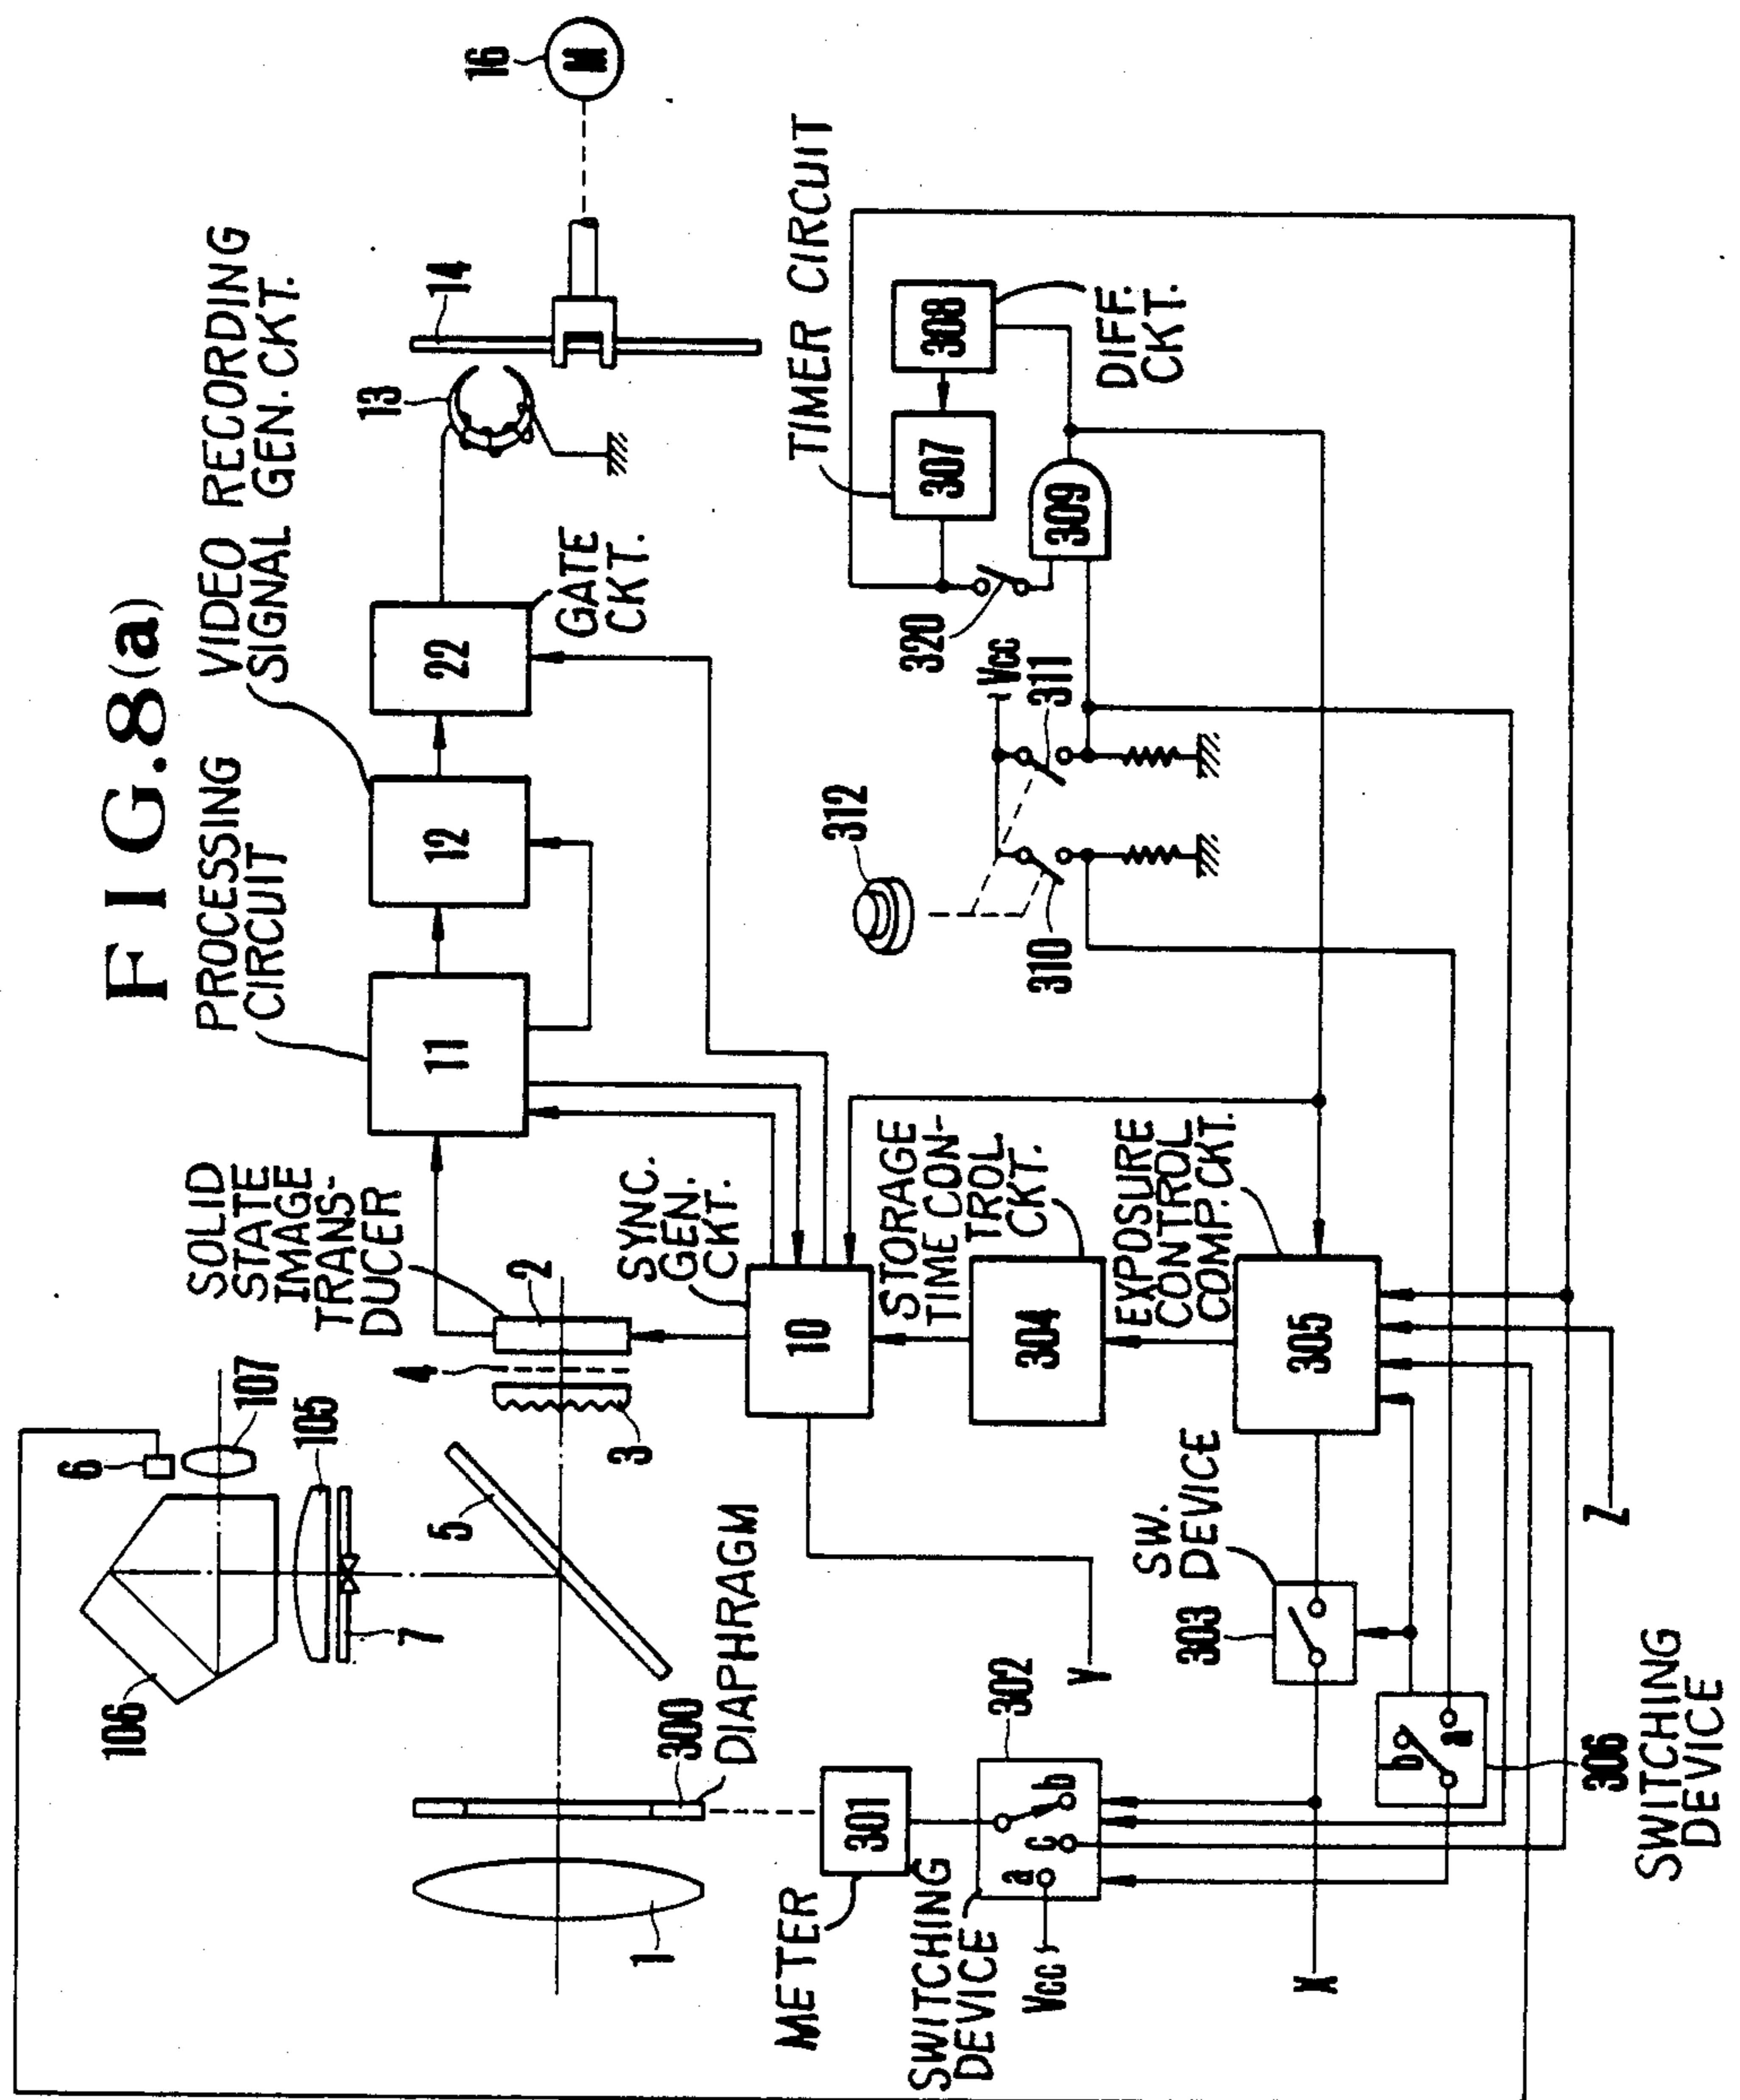 FIG.8(a)
PROCESSING
CIRCUIT
VIDEO RECORDING
SIGNAL GEN. CKT.
SOLID
STATE
IMAGE
TRANS-
DUCER
11
12
22
GATE
CKT.
13
14
16
M
106
6
107
105
7
5
3
2
1
300
DIAPHRAGM
SYNC.
GEN.
CKT.
10
STORAGE
TIME CON-
TROL
CKT.
304
EXPOSURE
CONTROL
COMP. CKT.
305
METER
301
SWITCHING
DEVICE
302
a
b
c
Vcc
Y
X
Z
SW.
DEVICE
303
b
a
306
SWITCHING
DEVICE
312
310
311
Vcc
320
309
307
308
TIMER CIRCUIT
DIFF.
CKT.